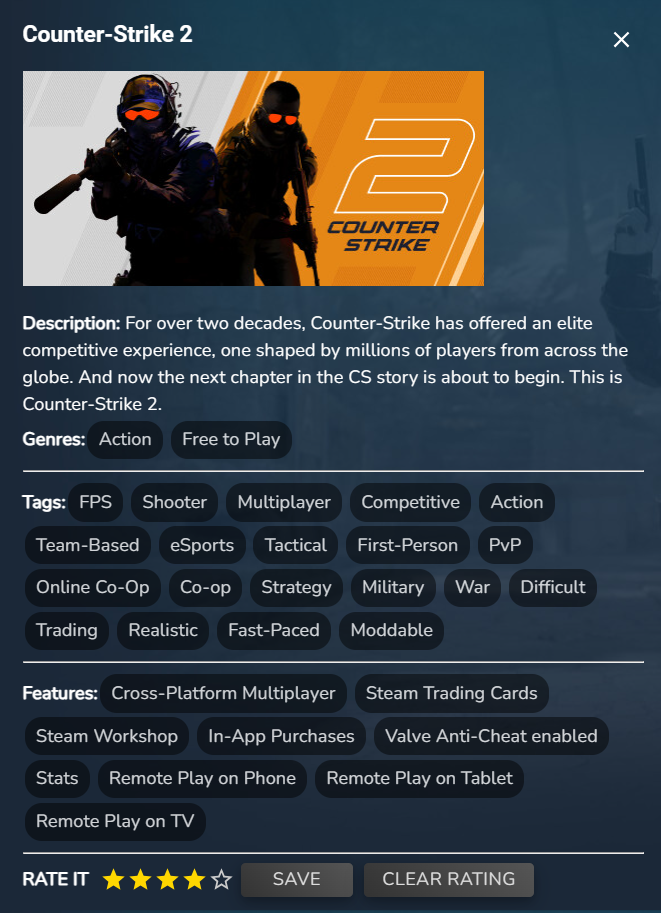 Counter-Strike 2
2
COUNTER
STRIKE
Description: For over two decades, Counter-Strike has offered an elite
competitive experience, one shaped by millions of players from across the
globe. And now the next chapter in the CS story is about to begin. This is
Counter-Strike 2.
Genres: Action Free to Play
Tags: FPS Shooter Multiplayer Competitive Action
Team-Based eSports Tactical First-Person PvP
Online Co-Op Co-op Strategy Military War Difficult
Trading Realistic Fast-Paced Moddable
Features: Cross-Platform Multiplayer Steam Trading Cards
Steam Workshop In-App Purchases Valve Anti-Cheat enabled
Stats Remote Play on Phone Remote Play on Tablet
Remote Play on TV
RATE IT SAVE CLEAR RATING